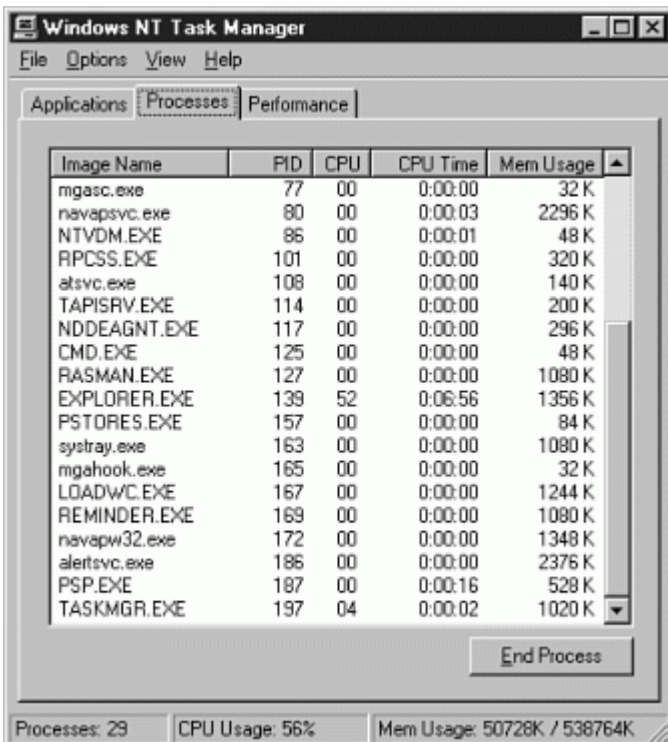 Windows NT Task Manager
File Options View Help
Applications Processes Performance
Image Name PID CPU CPU Time Mem Usage
mgasc.exe 77 00 0:00:00 32 K
navapsvc.exe 80 00 0:00:03 2296 K
NTVDM.EXE 86 00 0:00:01 48 K
RPCSS.EXE 101 00 0:00:00 320 K
atsvc.exe 108 00 0:00:00 140 K
TAPISRV.EXE 114 00 0:00:00 200 K
NDDEAGNT.EXE 117 00 0:00:00 296 K
CMD.EXE 125 00 0:00:00 48 K
RASMAN.EXE 127 00 0:00:00 1080 K
EXPLORER.EXE 139 52 0:06:56 1356 K
PSTORES.EXE 157 00 0:00:00 84 K
systray.exe 163 00 0:00:00 1080 K
mgahook.exe 165 00 0:00:00 32 K
LOADWC.EXE 167 00 0:00:00 1244 K
REMINDER.EXE 169 00 0:00:00 1080 K
navapw32.exe 172 00 0:00:00 1348 K
alertsvc.exe 186 00 0:00:00 2376 K
PSP.EXE 187 00 0:00:16 528 K
TASKMGR.EXE 197 04 0:00:02 1020 K
End Process
Processes: 29 CPU Usage: 56% Mem Usage: 50728K / 538764K